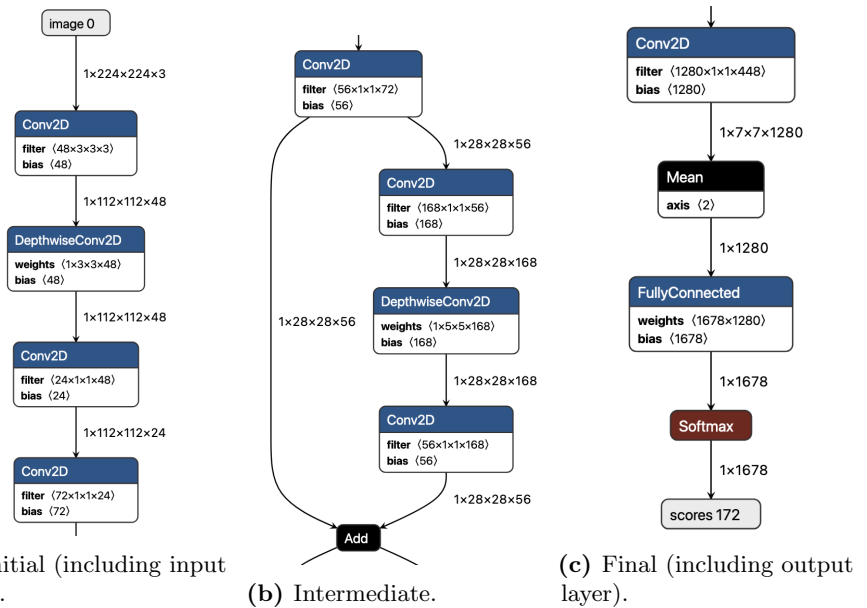 image 0
1×224×224×3
Conv2D
filter ⟨48×3×3×3⟩
bias ⟨48⟩
1×112×112×48
DepthwiseConv2D
weights ⟨1×3×3×48⟩
bias ⟨48⟩
1×112×112×48
Conv2D
filter ⟨24×1×1×48⟩
bias ⟨24⟩
1×112×112×24
Conv2D
filter ⟨72×1×1×24⟩
bias ⟨72⟩
nitial (including input
.
Conv2D
filter ⟨56×1×1×72⟩
bias ⟨56⟩
1×28×28×56
Conv2D
filter ⟨168×1×1×56⟩
bias ⟨168⟩
1×28×28×168
DepthwiseConv2D
weights ⟨1×5×5×168⟩
bias ⟨168⟩
1×28×28×56
1×28×28×168
Conv2D
filter ⟨56×1×1×168⟩
bias ⟨56⟩
1×28×28×56
Add
(b) Intermediate.
Conv2D
filter ⟨1280×1×1×448⟩
bias ⟨1280⟩
1×7×7×1280
Mean
axis ⟨2⟩
1×1280
FullyConnected
weights ⟨1678×1280⟩
bias ⟨1678⟩
1×1678
Softmax
1×1678
scores 172
(c) Final (including output
layer).